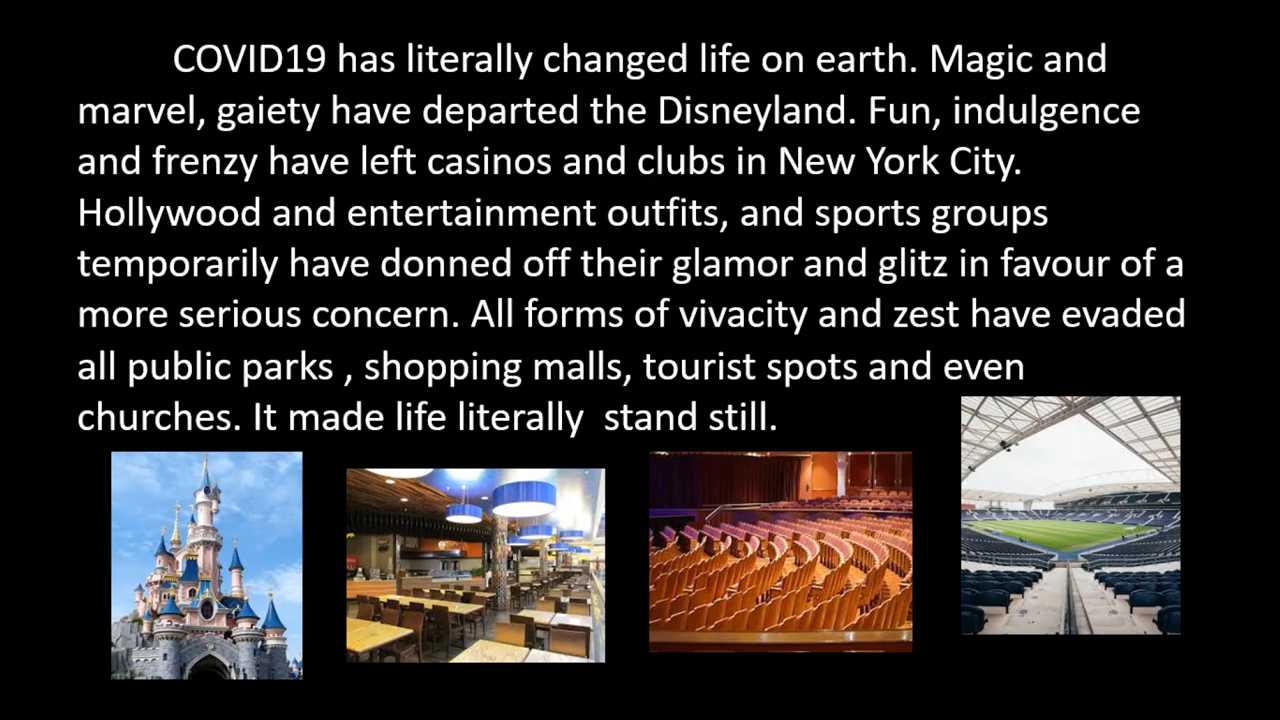 COVID19 has literally changed life on earth. Magic and
marvel, gaiety have departed the Disneyland. Fun, indulgence
and frenzy have left casinos and clubs in New York City.
Hollywood and entertainment outfits, and sports groups
temporarily have donned off their glamor and glitz in favour of a
more serious concern. All forms of vivacity and zest have evaded
all public parks , shopping malls, tourist spots and even
churches. It made life literally  stand still.